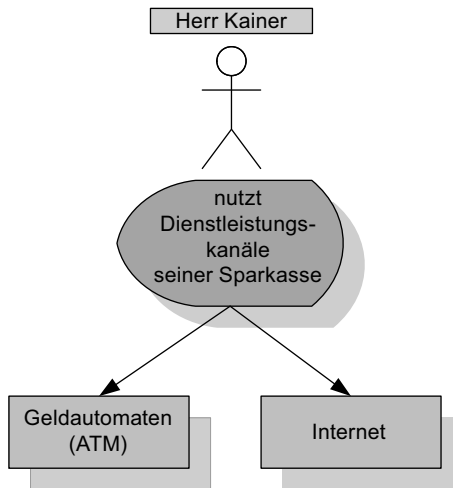 Herr Kainer
nutzt
Dienstleistungs-
kanäle
seiner Sparkasse
Geldautomaten
(ATM)
Internet